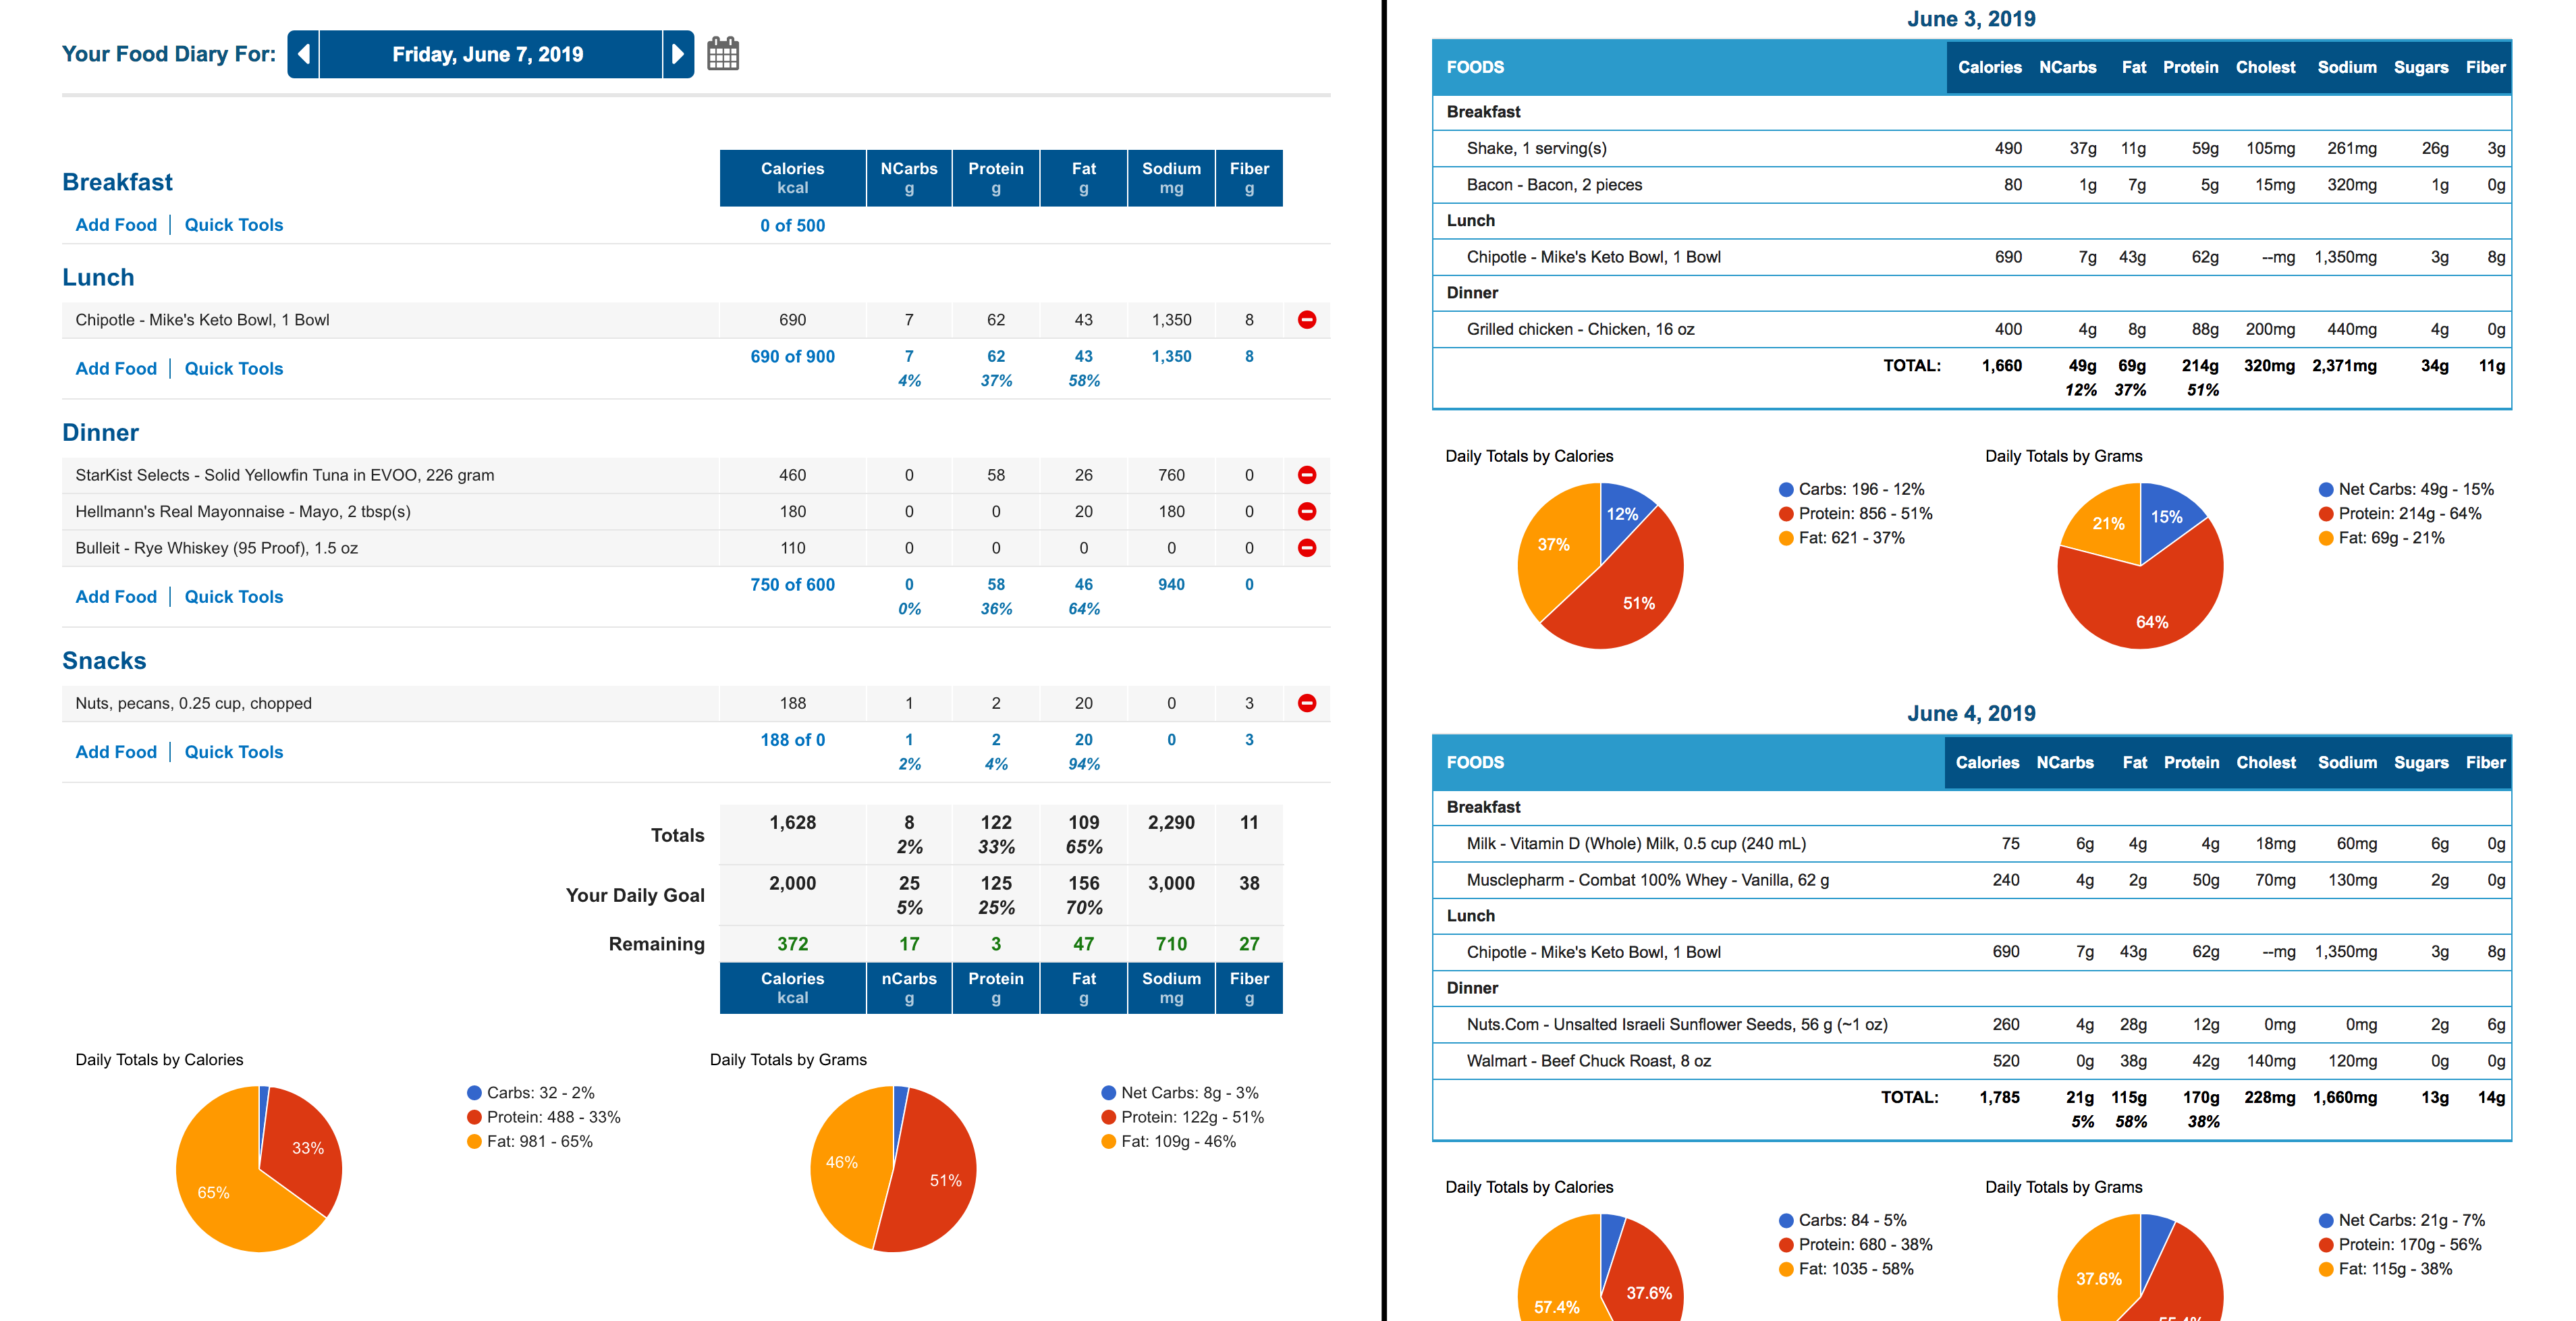 Your Food Diary For:
Friday, June 7, 2019
Calories NCarbs Protein Fat Sodium Fiber
Breakfast
kcal g g g mg g
Add Food | Quick Tools 0 of 500
Lunch
Chipotle - Mike's Keto Bowl, 1 Bowl 690 7 62 43 1,350 8
Add Food | Quick Tools 690 of 900 7 62 43 1,350 8
4% 37% 58%
Dinner
StarKist Selects - Solid Yellowfin Tuna in EVOO, 226 gram 460 0 58 26 760 0
Hellmann's Real Mayonnaise - Mayo, 2 tbsp(s) 180 0 0 20 180 0
Bulleit - Rye Whiskey (95 Proof), 1.5 oz 110 0 0 0 0 0
Add Food | Quick Tools 750 of 600 0 58 46 940 0
0% 36% 64%
Snacks
Nuts, pecans, 0.25 cup, chopped 188 1 2 20 0 3
Add Food | Quick Tools 188 of 0 1 2 20 0 3
2% 4% 94%
Totals 1,628 8 122 109 2,290 11
2% 33% 65%
Your Daily Goal 2,000 25 125 156 3,000 38
5% 25% 70%
Remaining 372 17 3 47 710 27
Calories nCarbs Protein Fat Sodium Fiber
kcal g g g mg g
Daily Totals by Calories
33%
65%
Carbs: 32 - 2%
Protein: 488 - 33%
Fat: 981 - 65%
Daily Totals by Grams
46%
51%
Net Carbs: 8g - 3%
Protein: 122g - 51%
Fat: 109g - 46%
June 3, 2019
FOODS Calories NCarbs Fat Protein Cholest Sodium Sugars Fiber
Breakfast
Shake, 1 serving(s) 490 37g 11g 59g 105mg 261mg 26g 3g
Bacon - Bacon, 2 pieces 80 1g 7g 5g 15mg 320mg 1g 0g
Lunch
Chipotle - Mike's Keto Bowl, 1 Bowl 690 7g 43g 62g --mg 1,350mg 3g 8g
Dinner
Grilled chicken - Chicken, 16 oz 400 4g 8g 88g 200mg 440mg 4g 0g
TOTAL: 1,660 49g 69g 214g 320mg 2,371mg 34g 11g
12% 37% 51%
Daily Totals by Calories
12%
37%
51%
Carbs: 196 - 12%
Protein: 856 - 51%
Fat: 621 - 37%
Daily Totals by Grams
15%
21%
64%
Net Carbs: 49g - 15%
Protein: 214g - 64%
Fat: 69g - 21%
June 4, 2019
FOODS Calories NCarbs Fat Protein Cholest Sodium Sugars Fiber
Breakfast
Milk - Vitamin D (Whole) Milk, 0.5 cup (240 mL) 75 6g 4g 4g 18mg 60mg 6g 0g
Musclepharm - Combat 100% Whey - Vanilla, 62 g 240 4g 2g 50g 70mg 130mg 2g 0g
Lunch
Chipotle - Mike's Keto Bowl, 1 Bowl 690 7g 43g 62g --mg 1,350mg 3g 8g
Dinner
Nuts.Com - Unsalted Israeli Sunflower Seeds, 56 g (~1 oz) 260 4g 28g 12g 0mg 0mg 2g 6g
Walmart - Beef Chuck Roast, 8 oz 520 0g 38g 42g 140mg 120mg 0g 0g
TOTAL: 1,785 21g 115g 170g 228mg 1,660mg 13g 14g
5% 58% 38%
Daily Totals by Calories
37.6%
57.4%
Carbs: 84 - 5%
Protein: 680 - 38%
Fat: 1035 - 58%
Daily Totals by Grams
37.6%
Net Carbs: 21g - 7%
Protein: 170g - 56%
Fat: 115g - 38%